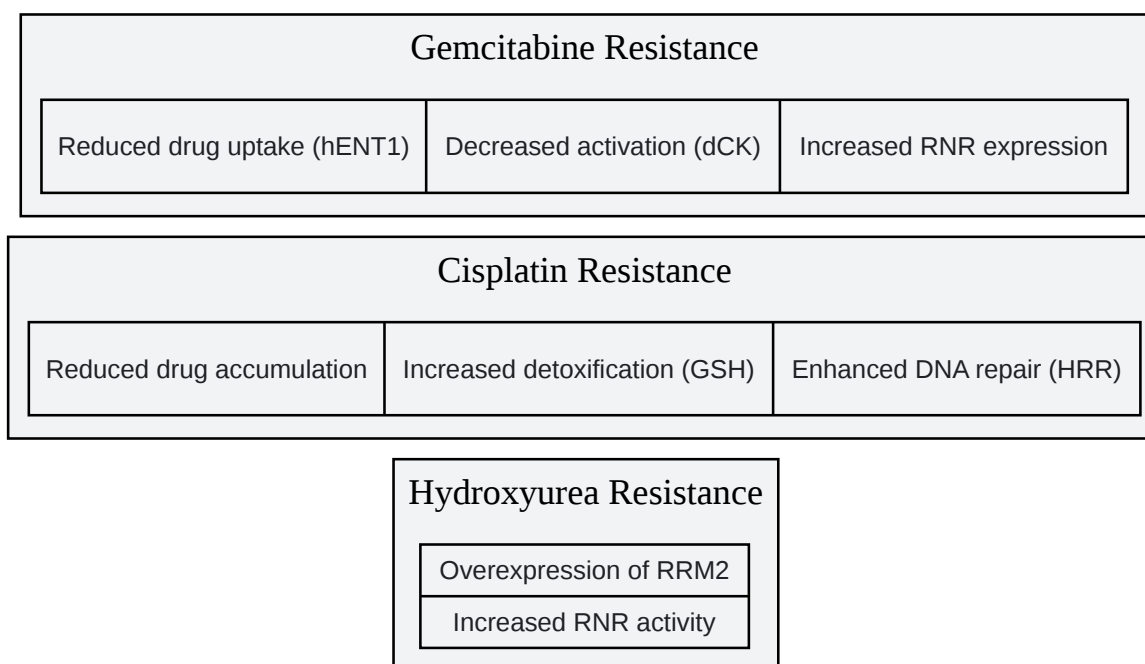 Gemcitabine Resistance
Reduced drug uptake (hENT1)
Decreased activation (dCK)
Increased RNR expression
Cisplatin Resistance
Reduced drug accumulation
Increased detoxification (GSH)
Enhanced DNA repair (HRR)
Hydroxyurea Resistance
Overexpression of RRM2
Increased RNR activity